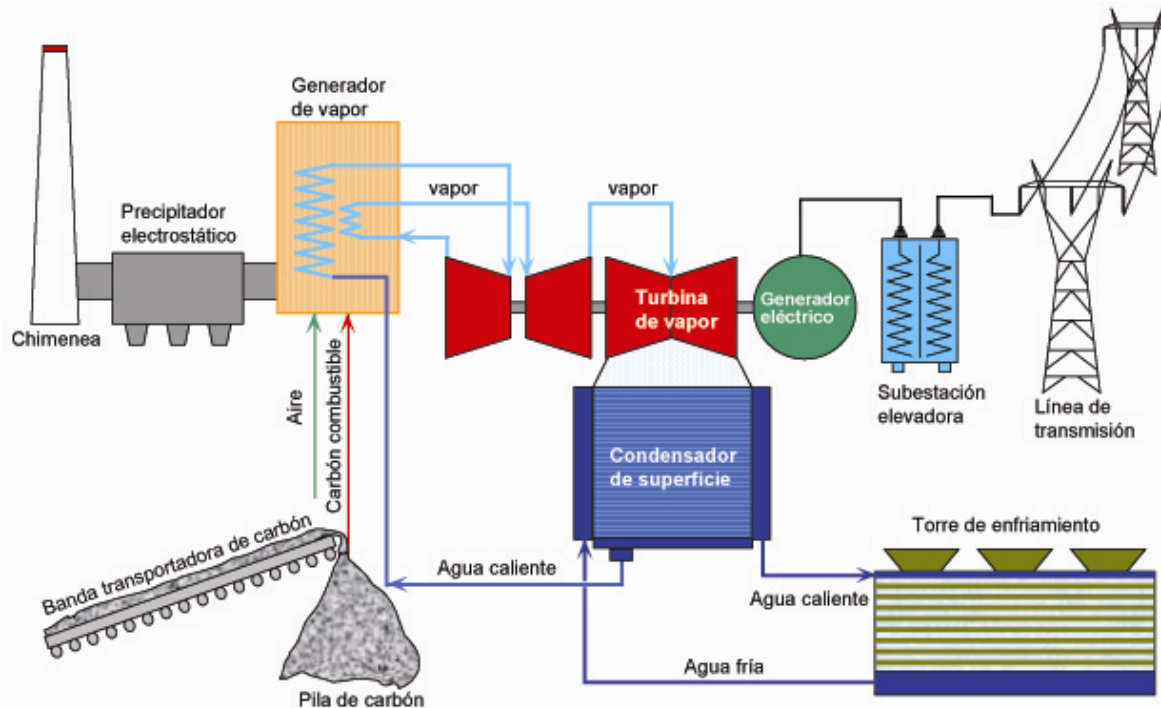 Generador
de vapor
vapor
vapor
Precipitador
electrostático
Turbina
de vapor
Generador
eléctrico
Chimenea
Subestación
elevadora
Línea de
transmisión
Aire
Carbón combustible
Condensador
de superficie
Banda transportadora de carbón
Torre de enfriamiento
Agua caliente
Agua caliente
Agua fría
Pila de carbón